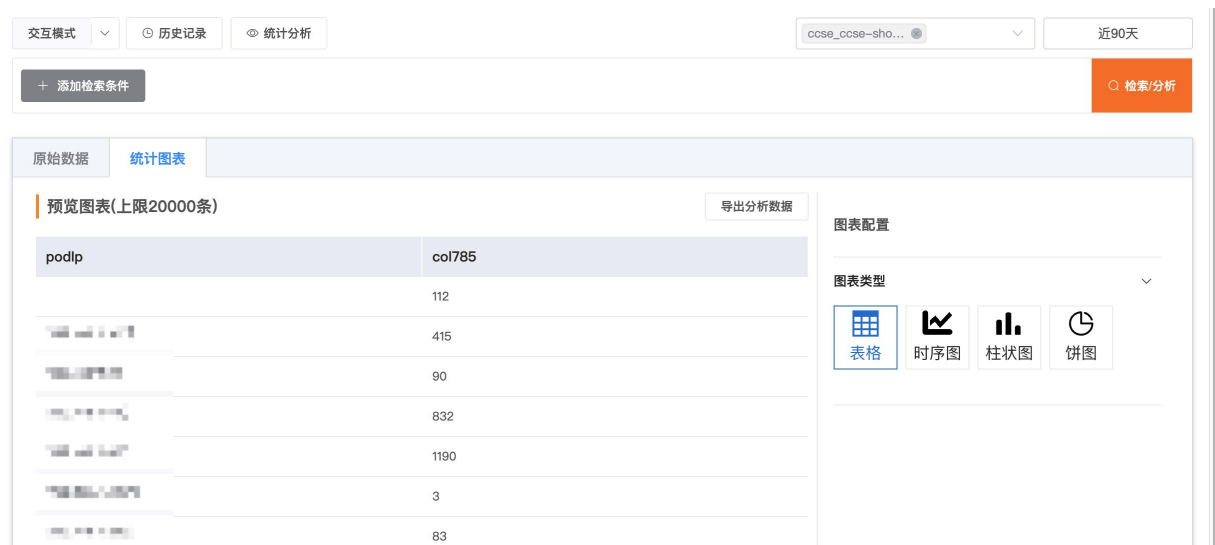 交互模式 历史记录 统计分析 ccse_ccse-sho... 近90天
添加检索条件 检索/分析
原始数据 统计图表
预览图表(上限20000条) 导出分析数据
图表配置
podIp col785
图表类型
112
表格 时序图 柱状图 饼图
415
90
832
1190
3
83